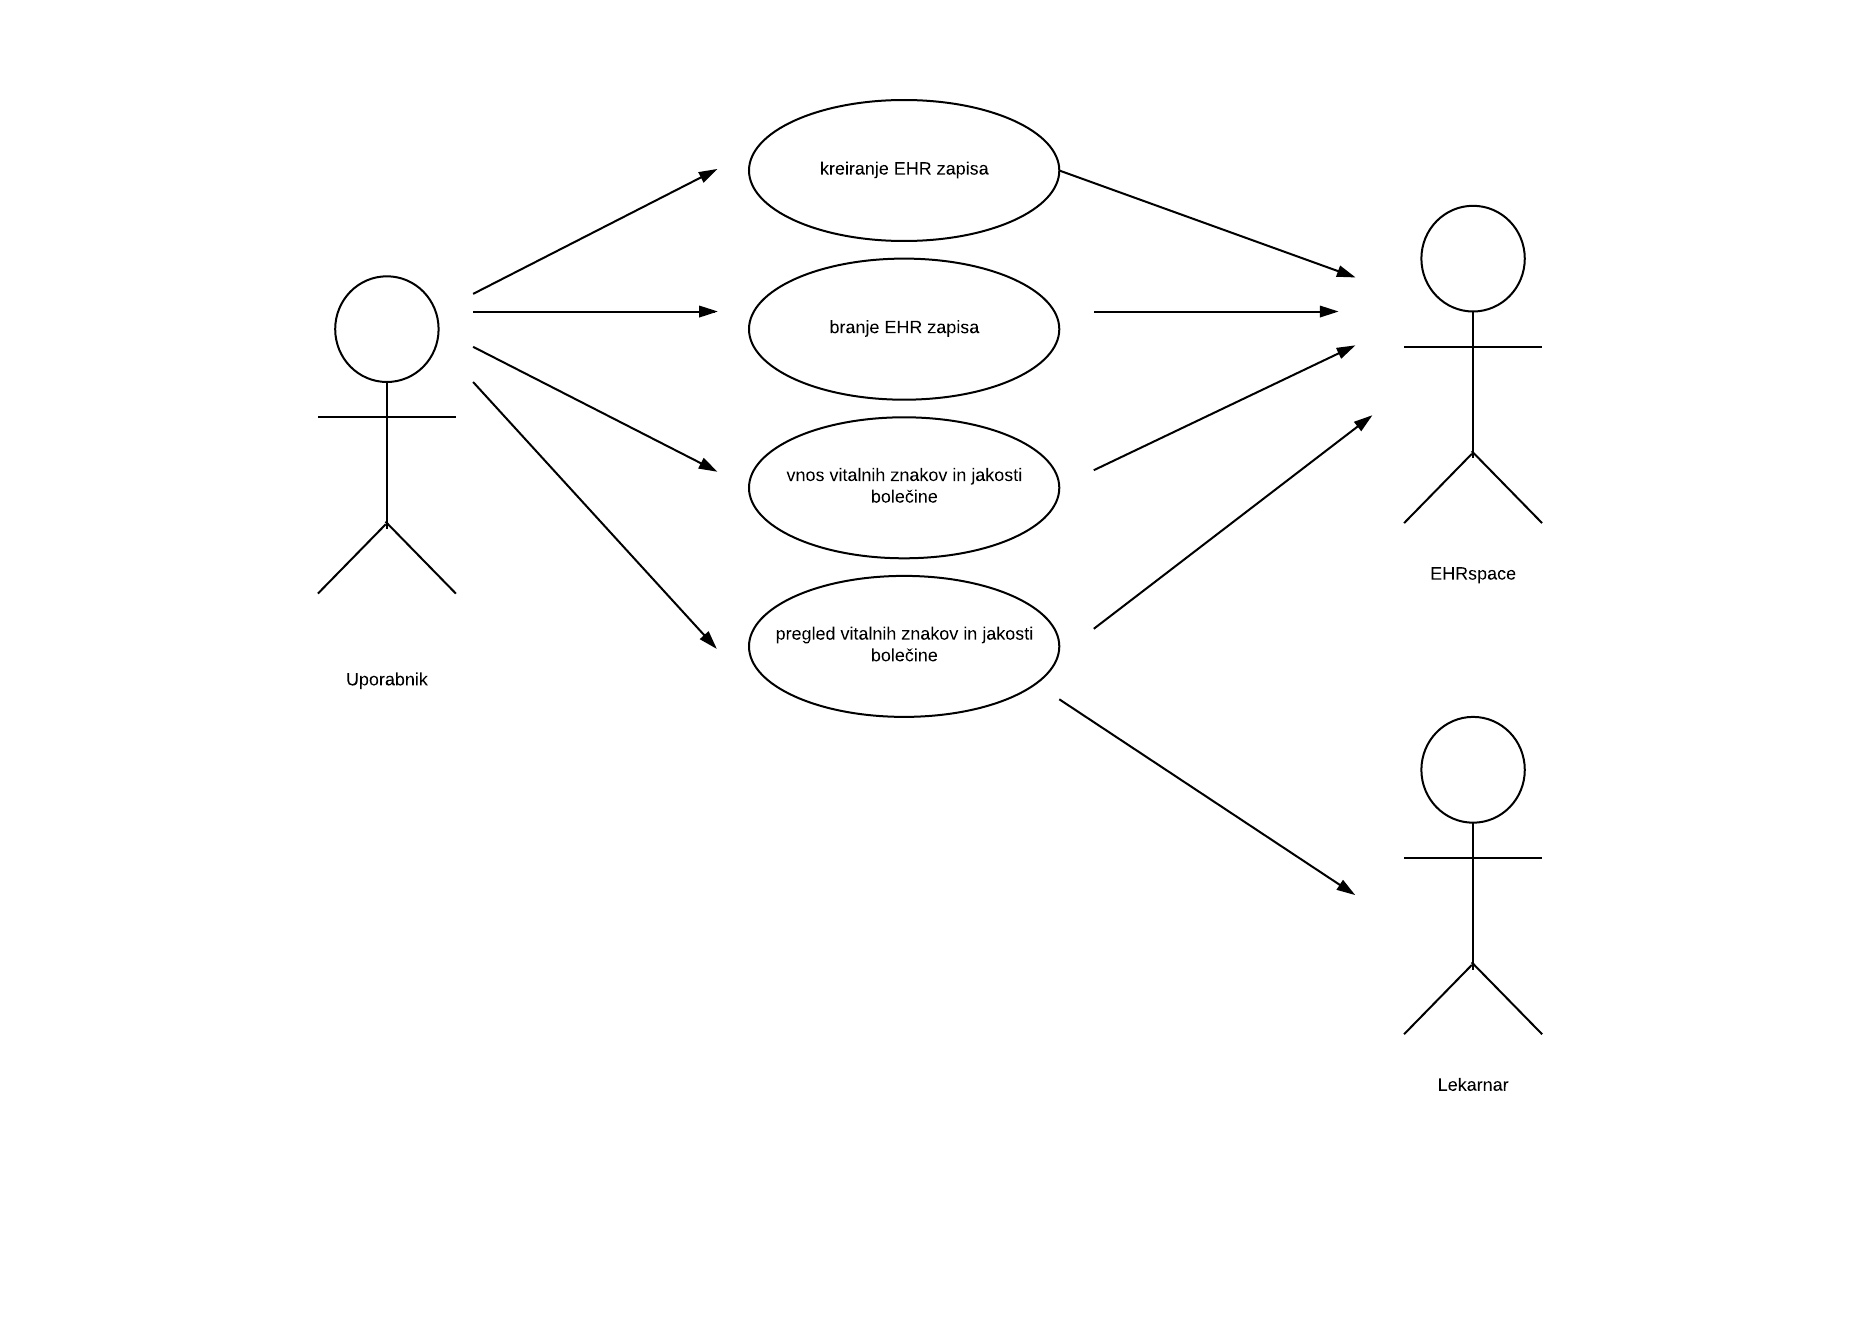 kreiranje EHR zapisa
branje EHR zapisa
vnos vitalnih znakov in jakosti
bolečine
pregled vitalnih znakov in jakosti
bolečine
Uporabnik
EHRspace
Lekarnar